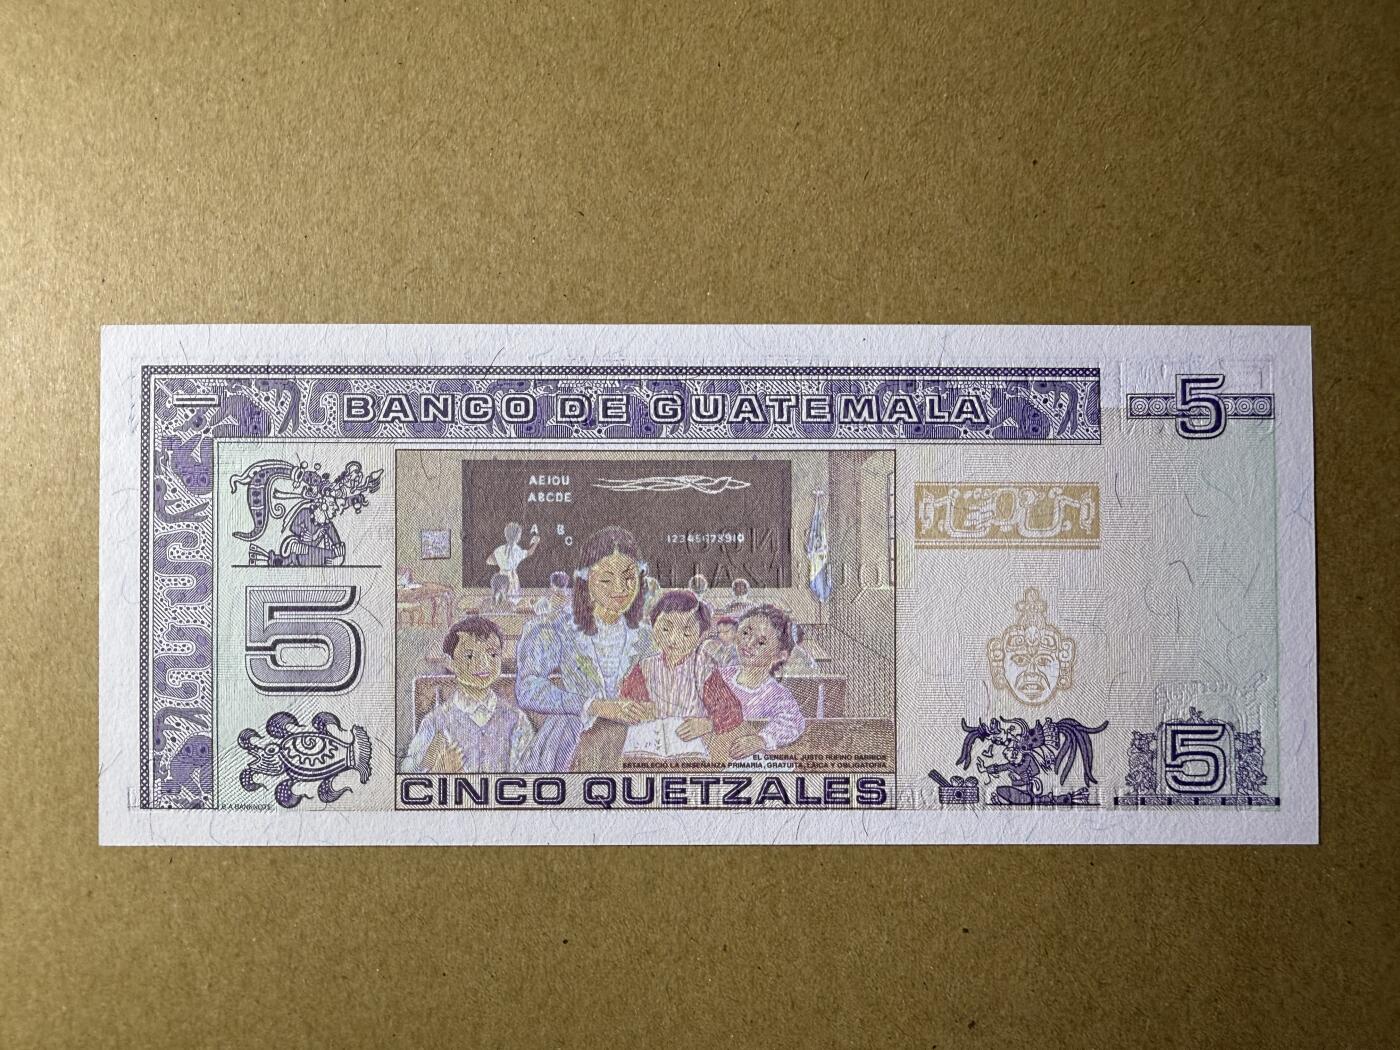 BANCO DE GUATEMALA
5
AEIOU
ABCDE
A B
C
12345678910
5
EL GENERAL JUSTO RUFINO BARRIOS
ESTABLECIÓ LA ENSEÑANZA PRIMARIA, GRATUITA, LAICA Y OBLIGATORIA
CINCO QUETZALES
5